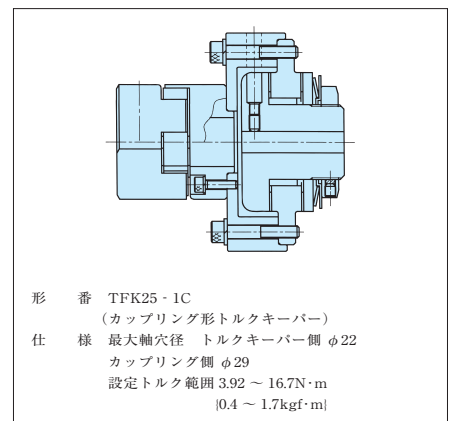 形　　番　TFK25‐1C
（カップリング形トルクキーパー）
仕　　様　最大軸穴径　トルクキーパー側 φ22
カップリング側 φ29
設定トルク範囲 3.92 ～ 16.7N･m
{0.4 ～ 1.7kgf･m}